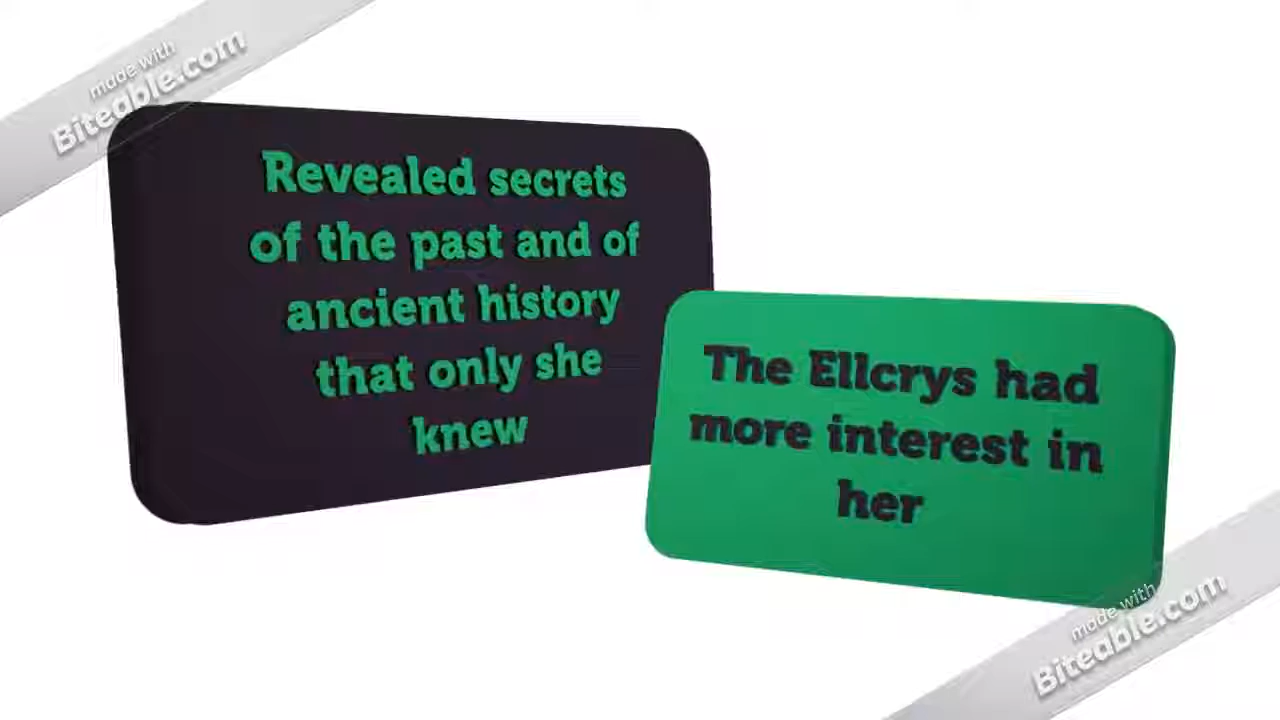 made with
Biteable.com
Revealed secrets
of the past and of
ancient history
that only she
knew
The Ellcrys had
more interest in
her
made with
Biteable.com